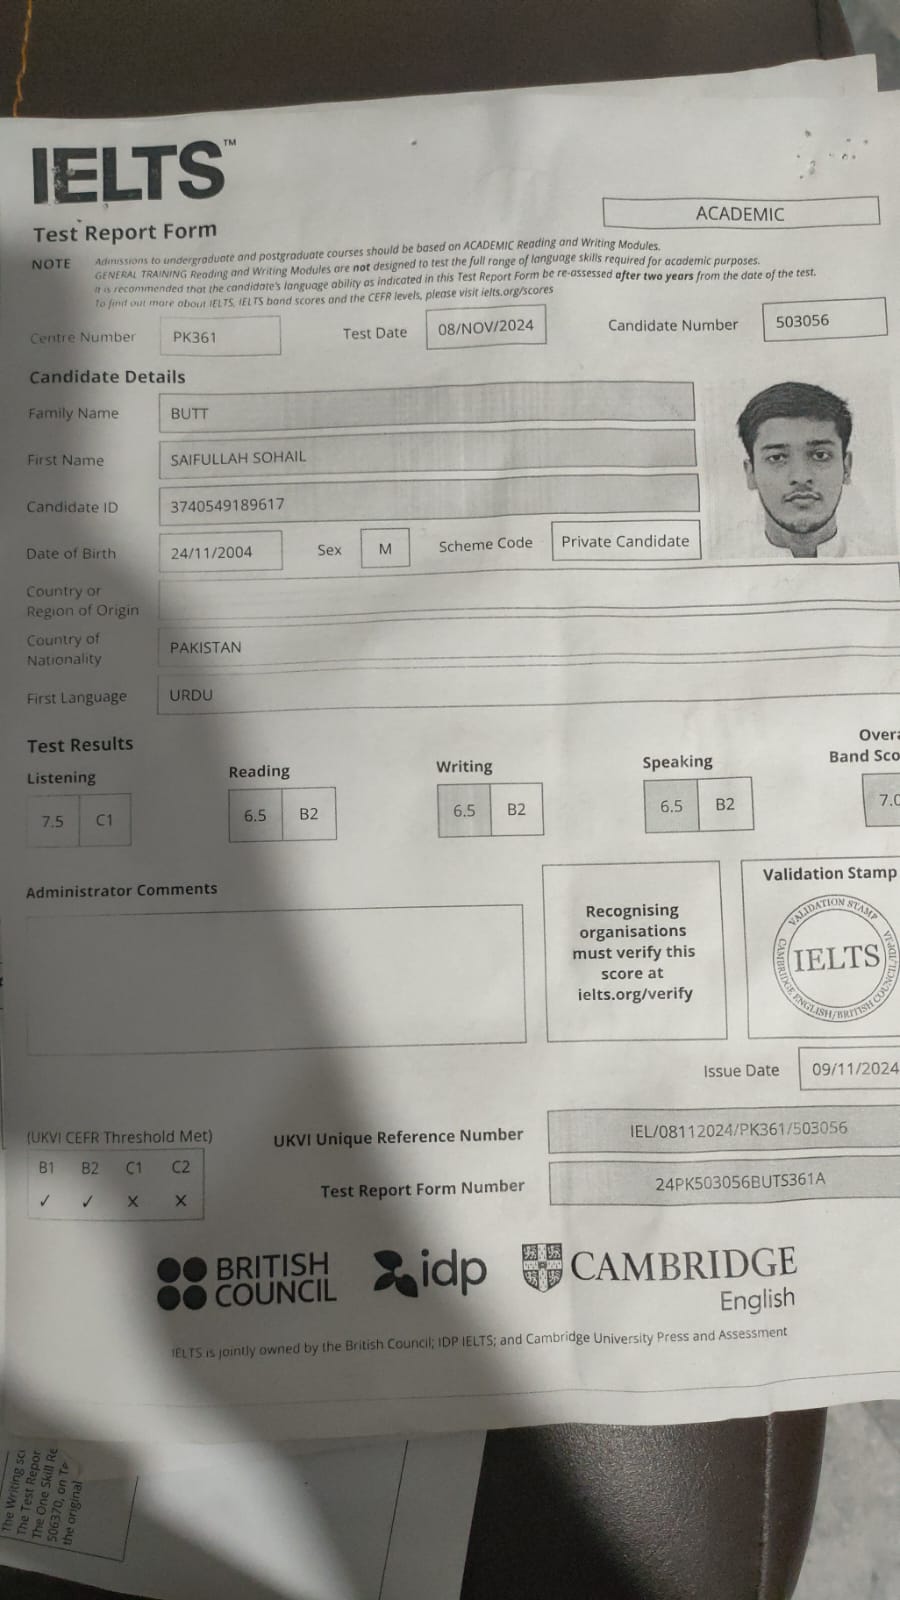 IELTS™
ACADEMIC
Test Report Form
NOTE Admissions to undergraduate and postgraduate courses should be based on ACADEMIC Reading and Writing Modules.
GENERAL TRAINING Reading and Writing Modules are not designed to test the full range of language skills required for academic purposes.
It is recommended that the candidate's language ability as indicated in this Test Report Form be re-assessed after two years from the date of the test.
To find out more about IELTS, IELTS band scores and the CEFR levels, please visit ielts.org/scores
Centre Number PK361 Test Date 08/NOV/2024 Candidate Number 503056
Candidate Details
Family Name BUTT
First Name SAIFULLAH SOHAIL
Candidate ID 3740549189617
Date of Birth 24/11/2004 Sex M Scheme Code Private Candidate
Country or
Region of Origin
Country of
Nationality PAKISTAN
First Language URDU
Test Results
Listening Reading Writing Speaking Overa
Band Sco
7.5 C1 6.5 B2 6.5 B2 6.5 B2 7.0
Administrator Comments
Recognising
organisations
must verify this
score at
ielts.org/verify
Validation Stamp
VALIDATION STAMP
IELTS
CAMBRIDGE ENGLISH/BRITISH COUNCIL/IDP:IA
Issue Date 09/11/2024
(UKVI CEFR Threshold Met)
B1 B2 C1 C2
✓ ✓ X X
UKVI Unique Reference Number IEL/08112024/PK361/503056
Test Report Form Number 24PK503056BUTS361A
BRITISH
COUNCIL
idp
CAMBRIDGE
English
IELTS is jointly owned by the British Council; IDP IELTS; and Cambridge University Press and Assessment
The Writing sc
The Test Repor
The One Skill Re
506370, on Te
the original